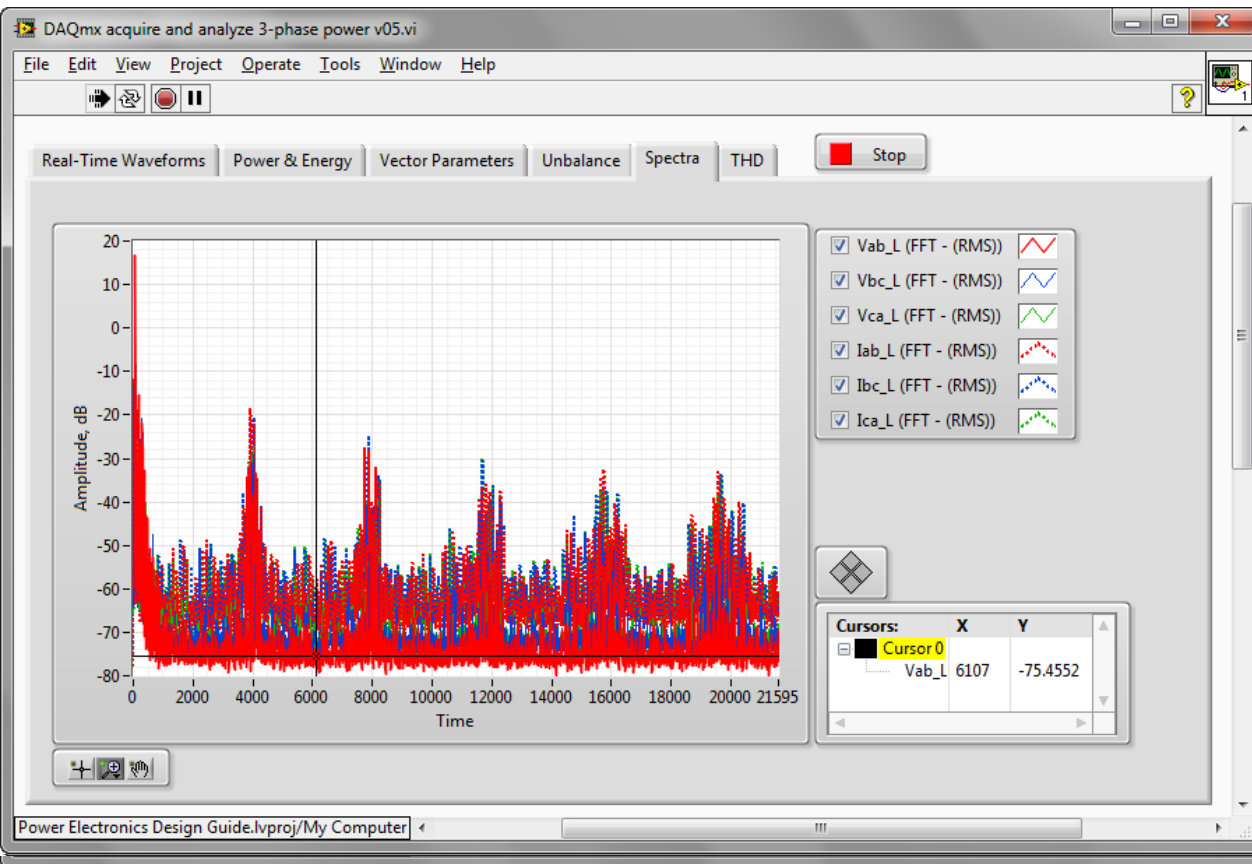 DAQmx acquire and analyze 3-phase power v05.vi
File Edit View Project Operate Tools Window Help
1
Real-Time Waveforms Power & Energy Vector Parameters Unbalance Spectra THD Stop
20
10
0
-10
-20
-30
-40
-50
-60
-70
-80
Amplitude, dB
0 2000 4000 6000 8000 10000 12000 14000 16000 18000 20000 21595
Time
Vab_L (FFT - (RMS))
Vbc_L (FFT - (RMS))
Vca_L (FFT - (RMS))
Iab_L (FFT - (RMS))
Ibc_L (FFT - (RMS))
Ica_L (FFT - (RMS))
Cursors: X Y
Cursor 0
Vab_L 6107 -75.4552
Power Electronics Design Guide.lvproj/My Computer